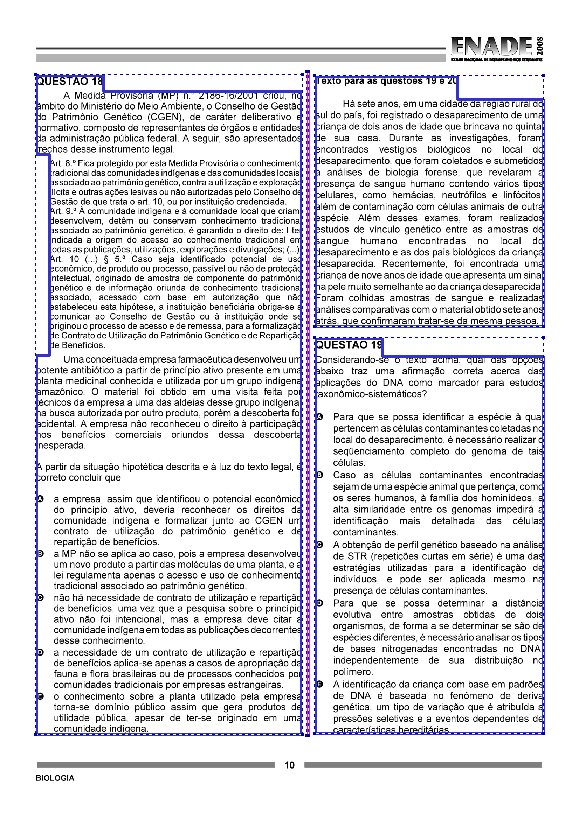 ENADE 2008
EXAME NACIONAL DE DESEMPENHO DOS ESTUDANTES
QUESTÃO 18
A Medida Provisória (MP) n.º 2186-16/2001 criou, no
âmbito do Ministério do Meio Ambiente, o Conselho de Gestão
do Patrimônio Genético (CGEN), de caráter deliberativo e
normativo, composto de representantes de órgãos e entidades
da administração pública federal. A seguir, são apresentados
trechos desse instrumento legal.
Art. 8.º Fica protegido por esta Medida Provisória o conhecimento
tradicional das comunidades indígenas e das comunidades locais,
associado ao patrimônio genético, contra a utilização e exploração
ilícita e outras ações lesivas ou não autorizadas pelo Conselho de
Gestão de que trata o art. 10, ou por instituição credenciada.
Art. 9.º À comunidade indígena e à comunidade local que criam,
desenvolvem, detêm ou conservam conhecimento tradicional
associado ao patrimônio genético, é garantido o direito de: I ter
indicada a origem do acesso ao conhecimento tradicional em
todas as publicações, utilizações, explorações e divulgações; (...)
Art. 10 (...) § 5.º Caso seja identificado potencial de uso
econômico, de produto ou processo, passível ou não de proteção
intelectual, originado de amostra de componente do patrimônio
genético e de informação oriunda de conhecimento tradicional
associado, acessado com base em autorização que não
estabeleceu esta hipótese, a instituição beneficiária obriga-se a
comunicar ao Conselho de Gestão ou à instituição onde se
originou o processo de acesso e de remessa, para a formalização
de Contrato de Utilização do Patrimônio Genético e de Repartição
de Benefícios.
Uma conceituada empresa farmacêutica desenvolveu um
potente antibiótico a partir de princípio ativo presente em uma
planta medicinal conhecida e utilizada por um grupo indígena
amazônico. O material foi obtido em uma visita feita por
técnicos da empresa a uma das aldeias desse grupo indígena,
na busca autorizada por outro produto, porém a descoberta foi
acidental. A empresa não reconheceu o direito à participação
nos benefícios comerciais oriundos dessa descoberta
inesperada.
A partir da situação hipotética descrita e à luz do texto legal, é
correto concluir que
A a empresa, assim que identificou o potencial econômico
do princípio ativo, deveria reconhecer os direitos da
comunidade indígena e formalizar junto ao CGEN um
contrato de utilização do patrimônio genético e de
repartição de benefícios.
B a MP não se aplica ao caso, pois a empresa desenvolveu
um novo produto a partir das moléculas de uma planta, e a
lei regulamenta apenas o acesso e uso de conhecimento
tradicional associado ao patrimônio genético.
C não há necessidade de contrato de utilização e repartição
de benefícios, uma vez que a pesquisa sobre o princípio
ativo não foi intencional, mas a empresa deve citar a
comunidade indígena em todas as publicações decorrentes
desse conhecimento.
D a necessidade de um contrato de utilização e repartição
de benefícios aplica-se apenas a casos de apropriação da
fauna e flora brasileiras ou de processos conhecidos por
comunidades tradicionais por empresas estrangeiras.
E o conhecimento sobre a planta utilizado pela empresa
torna-se domínio público assim que gera produtos de
utilidade pública, apesar de ter-se originado em uma
comunidade indígena.
Texto para as questões 19 e 20
Há sete anos, em uma cidade da região rural do
sul do país, foi registrado o desaparecimento de uma
criança de dois anos de idade que brincava no quintal
de sua casa. Durante as investigações, foram
encontrados vestígios biológicos no local do
desaparecimento, que foram coletados e submetidos
a análises de biologia forense, que revelaram a
presença de sangue humano contendo vários tipos
celulares, como hemácias, neutrófilos e linfócitos,
além de contaminação com células animais de outra
espécie. Além desses exames, foram realizados
estudos de vínculo genético entre as amostras de
sangue humano encontradas no local do
desaparecimento e as dos pais biológicos da criança
desaparecida. Recentemente, foi encontrada uma
criança de nove anos de idade que apresenta um sinal
na pele muito semelhante ao da criança desaparecida.
Foram colhidas amostras de sangue e realizadas
análises comparativas com o material obtido sete anos
atrás, que confirmaram tratar-se da mesma pessoa.
QUESTÃO 19
Considerando-se o texto acima, qual das opções
abaixo traz uma afirmação correta acerca das
aplicações do DNA como marcador para estudos
taxonômico-sistemáticos?
A Para que se possa identificar a espécie à qual
pertencem as células contaminantes coletadas no
local do desaparecimento, é necessário realizar o
seqüenciamento completo do genoma de tais
células.
B Caso as células contaminantes encontradas
sejam de uma espécie animal que pertença, como
os seres humanos, à família dos hominídeos, a
alta similaridade entre os genomas impedirá a
identificação mais detalhada das células
contaminantes.
C A obtenção de perfil genético baseado na análise
de STR (repetições curtas em série) é uma das
estratégias utilizadas para a identificação de
indivíduos, e pode ser aplicada mesmo na
presença de células contaminantes.
D Para que se possa determinar a distância
evolutiva entre amostras obtidas de dois
organismos, de forma a se determinar se são de
espécies diferentes, é necessário analisar os tipos
de bases nitrogenadas encontradas no DNA,
independentemente de sua distribuição no
polímero.
E A identificação da criança com base em padrões
de DNA é baseada no fenômeno de deriva
genética, um tipo de variação que é atribuída a
pressões seletivas e a eventos dependentes de
características hereditárias.
10
BIOLOGIA